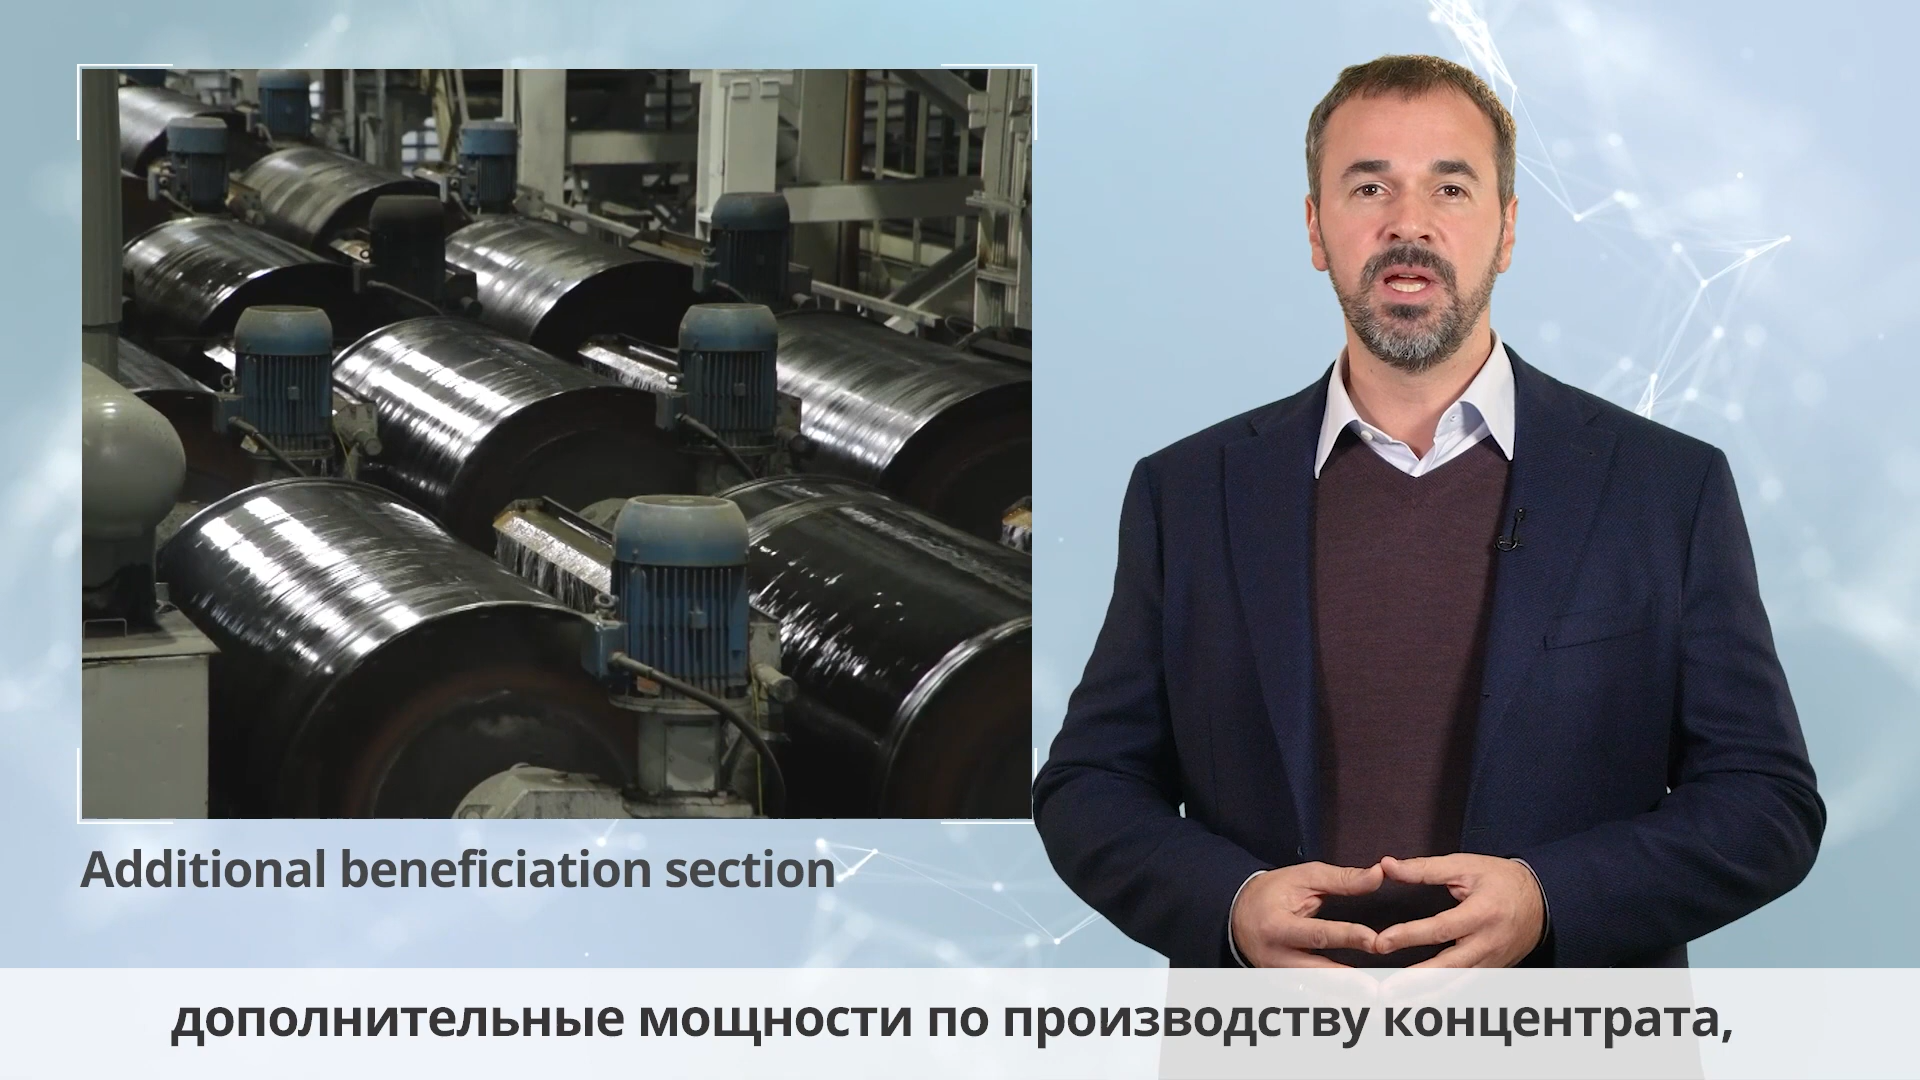 Additional beneficiation section
дополнительные мощности по производству концентрата,